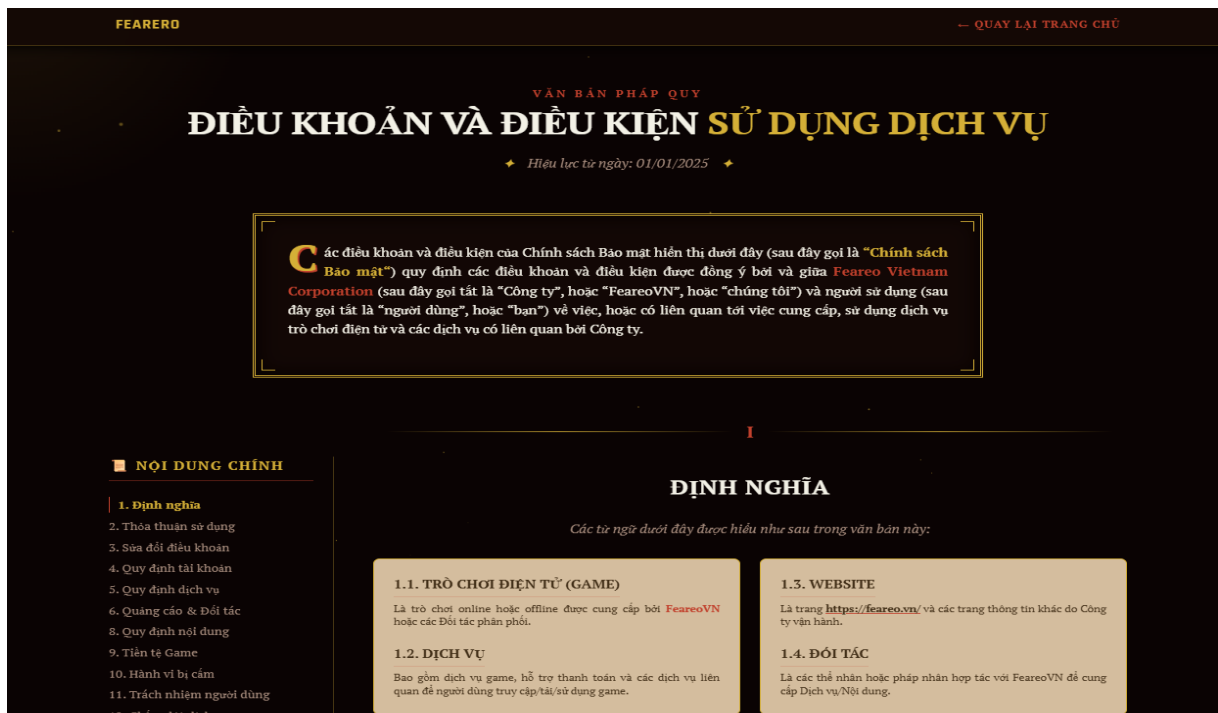 FEARERO
← QUAY LẠI TRANG CHỦ
VĂN BẢN PHÁP QUY
ĐIỀU KHOẢN VÀ ĐIỀU KIỆN SỬ DỤNG DỊCH VỤ
✦ Hiệu lực từ ngày: 01/01/2025 ✦
Các điều khoản và điều kiện của Chính sách Bảo mật hiển thị dưới đây (sau đây gọi là “Chính sách
Bảo mật“) quy định các điều khoản và điều kiện được đồng ý bởi và giữa Feareo Vietnam
Corporation (sau đây gọi tắt là “Công ty”, hoặc “FeareoVN”, hoặc “chúng tôi”) và người sử dụng (sau
đây gọi tắt là “người dùng”, hoặc “bạn”) về việc, hoặc có liên quan tới việc cung cấp, sử dụng dịch vụ
trò chơi điện tử và các dịch vụ có liên quan bởi Công ty.
I
📜 NỘI DUNG CHÍNH
1. Định nghĩa
2. Thỏa thuận sử dụng
3. Sửa đổi điều khoản
4. Quy định tài khoản
5. Quy định dịch vụ
6. Quảng cáo & Đối tác
8. Quy định nội dung
9. Tiền tệ Game
10. Hành vi bị cấm
11. Trách nhiệm người dùng
ĐỊNH NGHĨA
Các từ ngữ dưới đây được hiểu như sau trong văn bản này:
1.1. TRÒ CHƠI ĐIỆN TỬ (GAME)
Là trò chơi online hoặc offline được cung cấp bởi FeareoVN
hoặc các Đối tác phân phối.
1.2. DỊCH VỤ
Bao gồm dịch vụ game, hỗ trợ thanh toán và các dịch vụ liên
quan để người dùng truy cập/tải/sử dụng game.
1.3. WEBSITE
Là trang https://feareo.vn/ và các trang thông tin khác do Công
ty vận hành.
1.4. ĐỐI TÁC
Là các thể nhân hoặc pháp nhân hợp tác với FeareoVN để cung
cấp Dịch vụ/Nội dung.